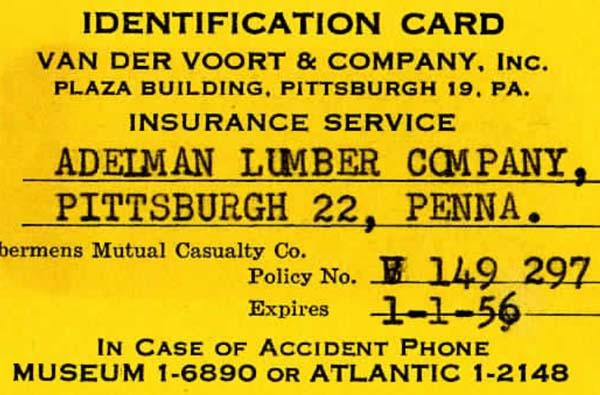 IDENTIFICATION CARD
VAN DER VOORT & COMPANY, INC.
PLAZA BUILDING, PITTSBURGH 19, PA.
INSURANCE SERVICE
ADELMAN LUMBER COMPANY,
PITTSBURGH 22, PENNA.
bermens Mutual Casualty Co.
Policy No. 149 297
Expires 1-1-56
IN CASE OF ACCIDENT PHONE
MUSEUM 1-6890 OR ATLANTIC 1-2148